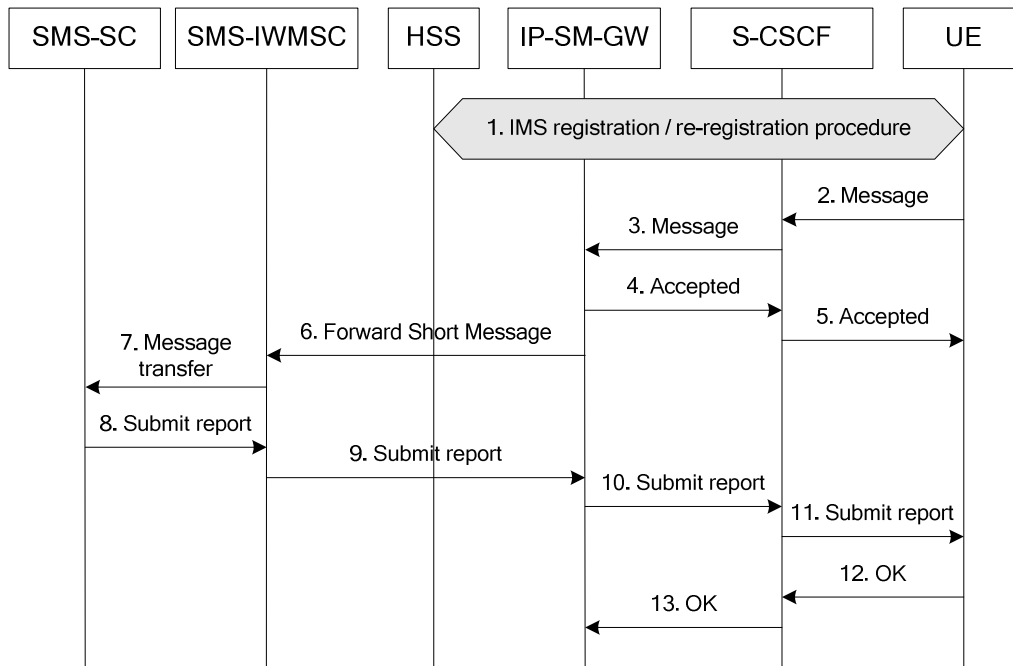 SMS-SC
SMS-IWMSC
HSS
IP-SM-GW
S-CSCF
UE
1. IMS registration / re-registration procedure
2. Message
3. Message
4. Accepted
5. Accepted
6. Forward Short Message
7. Message
transfer
8. Submit report
9. Submit report
10. Submit report
11. Submit report
12. OK
13. OK